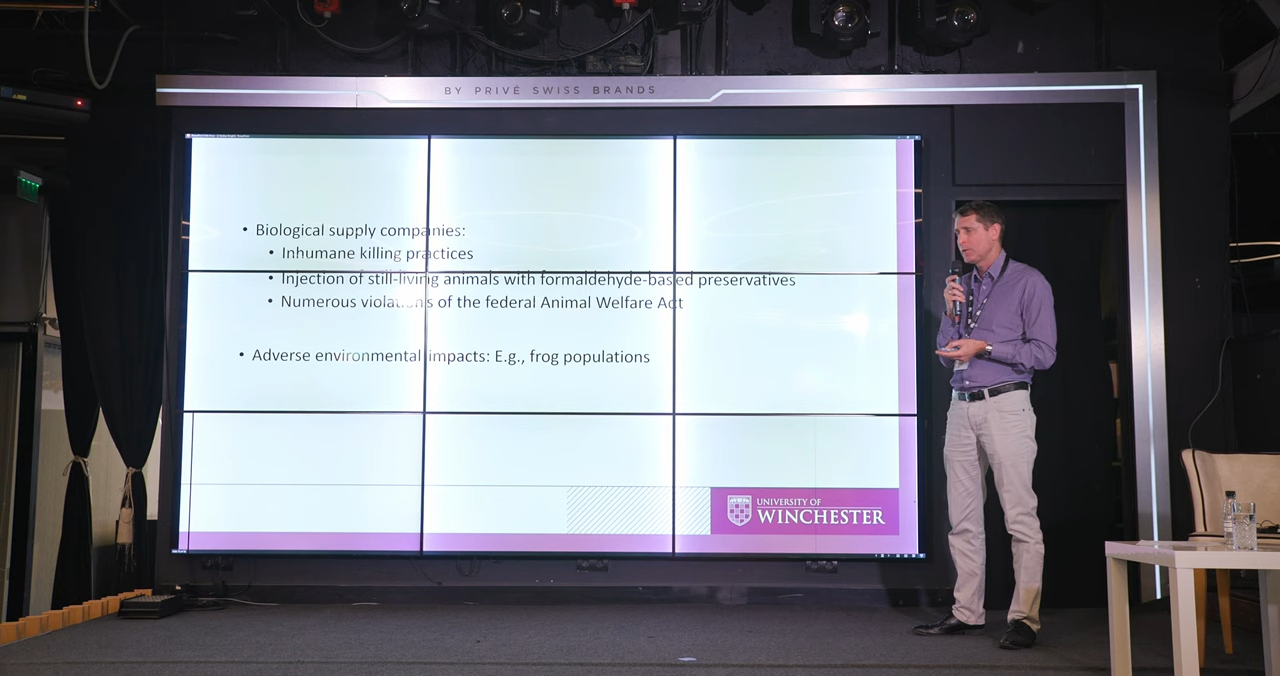 BY PRIVÉ SWISS BRANDS
• Biological supply companies:
• Inhumane killing practices
• Injection of still-living animals with formaldehyde-based preservatives
• Numerous violations of the federal Animal Welfare Act
• Adverse environmental impacts: E.g., frog populations
UNIVERSITY OF
WINCHESTER